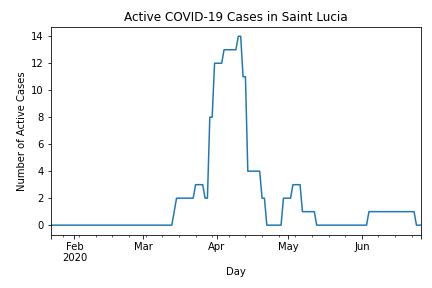 Active COVID-19 Cases in Saint Lucia
Number of Active Cases
14
12
10
8
6
4
2
0
Feb Mar Apr May Jun
2020
Day